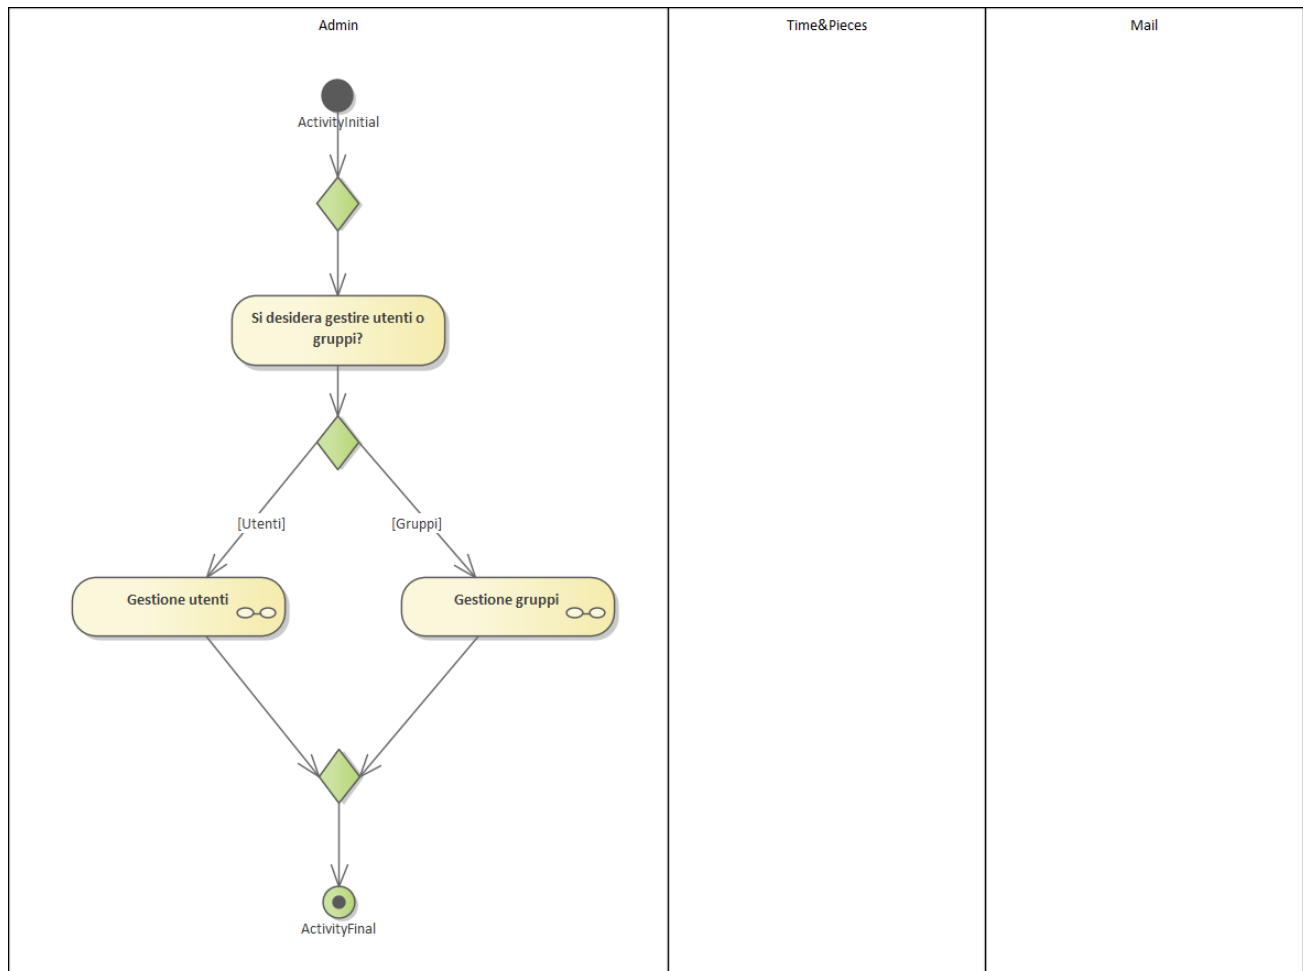 Admin
Time&Pieces
Mail
ActivityInitial
Si desidera gestire utenti o
gruppi?
[Utenti]
[Gruppi]
Gestione utenti
Gestione gruppi
ActivityFinal